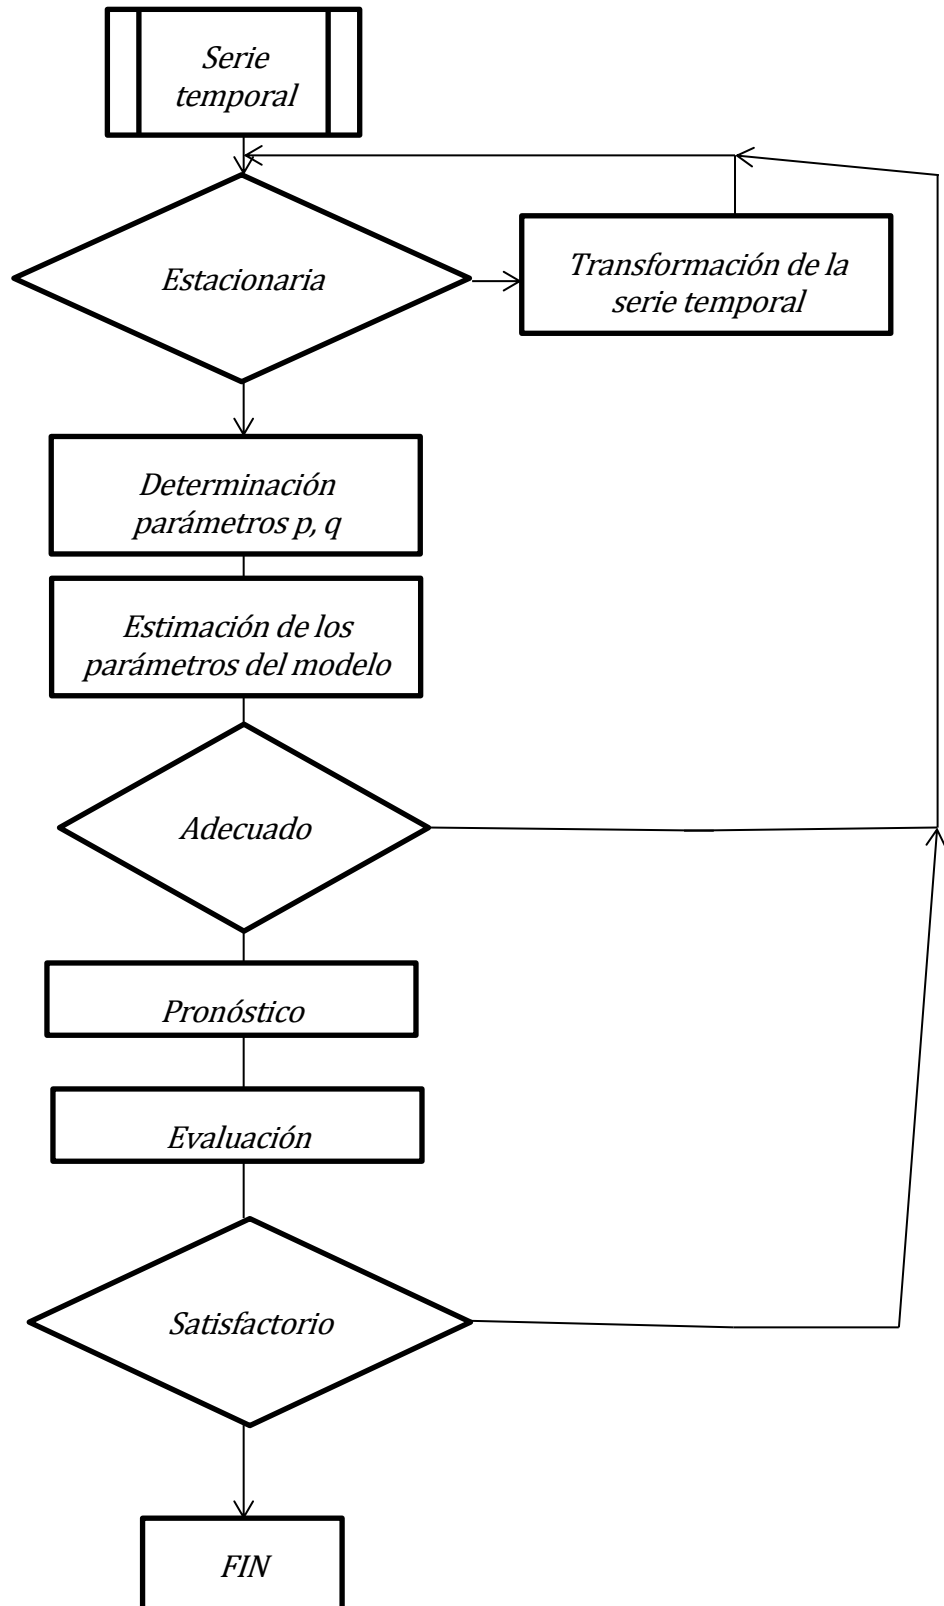 Serie
temporal
Estacionaria
Transformación de la
serie temporal
Determinación
parámetros p, q
Estimación de los
parámetros del modelo
Adecuado
Pronóstico
Evaluación
Satisfactorio
FIN